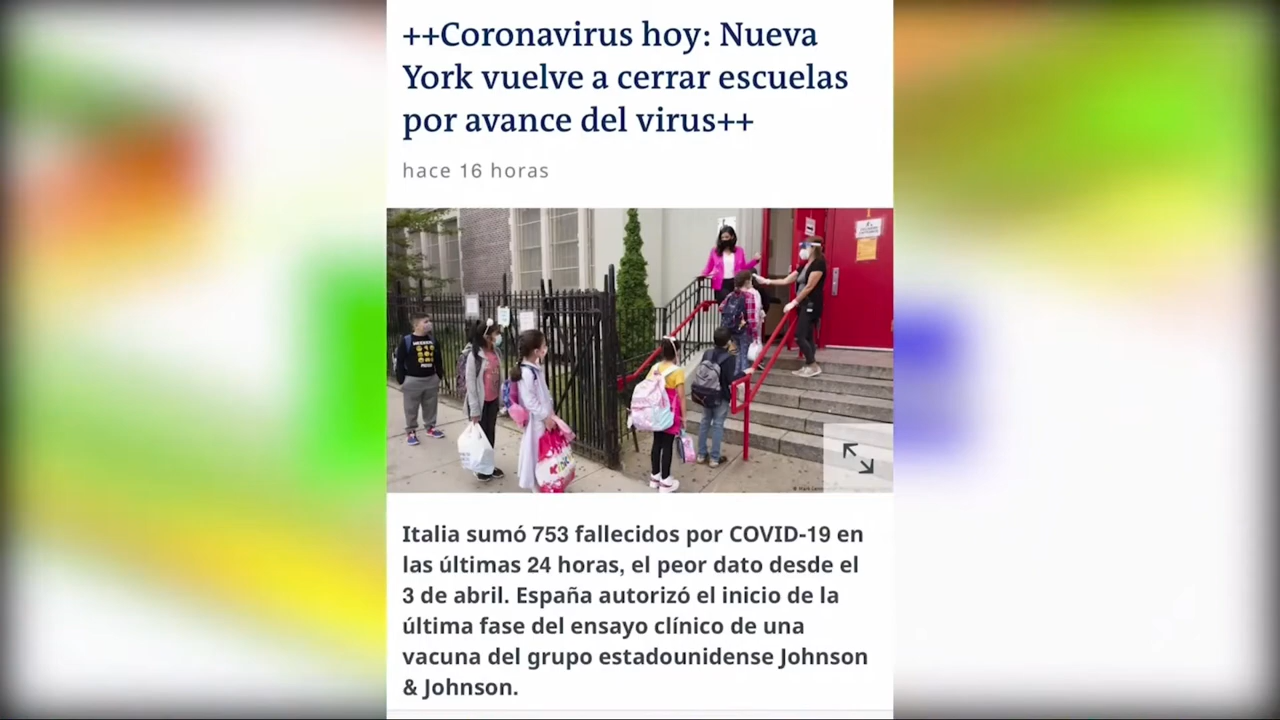 ++Coronavirus hoy: Nueva
York vuelve a cerrar escuelas
por avance del virus++
hace 16 horas
Italia sumó 753 fallecidos por COVID-19 en
las últimas 24 horas, el peor dato desde el
3 de abril. España autorizó el inicio de la
última fase del ensayo clínico de una
vacuna del grupo estadounidense Johnson
& Johnson.